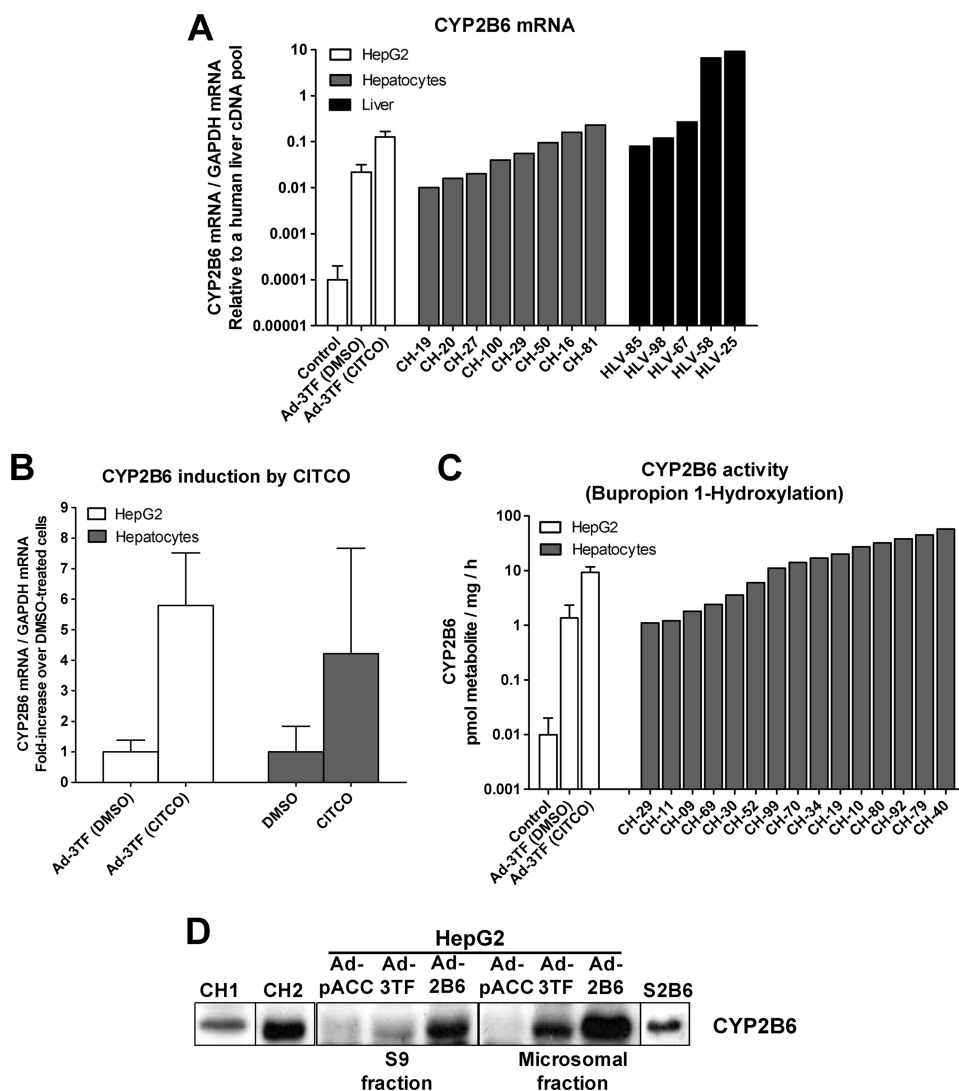 A
CYP2B6 mRNA
CYP2B6 mRNA / GAPDH mRNA
Relative to a human liver cDNA pool
10
1
0.1
0.01
0.001
0.0001
0.00001
HepG2
Hepatocytes
Liver
Control
Ad-3TF (DMSO)
Ad-3TF (CITCO)
CH-19
CH-20
CH-27
CH-100
CH-29
CH-50
CH-16
CH-81
HLV-85
HLV-98
HLV-67
HLV-58
HLV-25
B
CYP2B6 induction by CITCO
CYP2B6 mRNA / GAPDH mRNA
Fold-increase over DMSO-treated cells
9
8
7
6
5
4
3
2
1
0
HepG2
Hepatocytes
Ad-3TF (DMSO)
Ad-3TF (CITCO)
DMSO
CITCO
C
CYP2B6 activity
(Bupropion 1-Hydroxylation)
CYP2B6
pmol metabolite / mg / h
100
10
1
0.01
0.001
HepG2
Hepatocytes
Control
Ad-3TF (DMSO)
Ad-3TF (CITCO)
CH-29
CH-11
CH-09
CH-69
CH-30
CH-52
CH-99
CH-70
CH-34
CH-19
CH-10
CH-80
CH-92
CH-79
CH-40
D
HepG2
CH1
CH2
Ad-
pACC
Ad-
3TF
Ad-
2B6
Ad-
pACC
Ad-
3TF
Ad-
2B6
S2B6
CYP2B6
S9
fraction
Microsomal
fraction